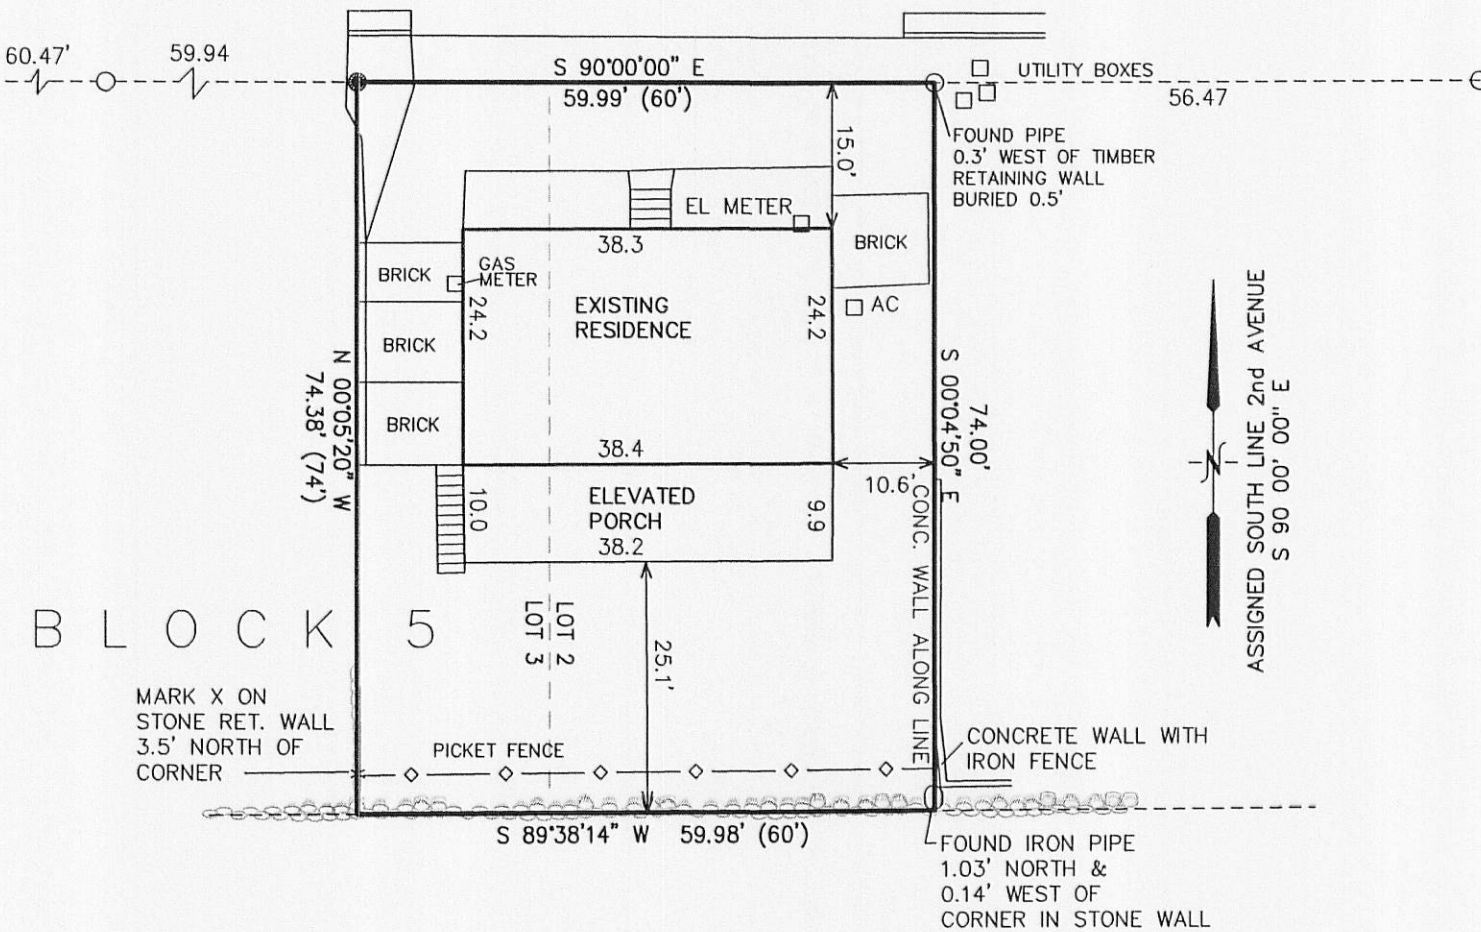 60.47'
59.94
S 90°00'00" E
59.99' (60')
UTILITY BOXES
56.47
FOUND PIPE
0.3' WEST OF TIMBER
RETAINING WALL
BURIED 0.5'
15.0'
EL METER
38.3
BRICK
BRICK
GAS
METER
24.2
EXISTING
RESIDENCE
24.2
AC
BRICK
BRICK
N 00°05'20" W
74.38' (74')
S 00°04'50" E
74.00'
N
ASSIGNED SOUTH LINE 2nd AVENUE
S 90 00' 00" E
38.4
10.6'
10.0
ELEVATED
PORCH
9.9
38.2
CONC. WALL ALONG LINE
BLOCK 5
LOT 3
LOT 2
25.1'
MARK X ON
STONE RET. WALL
3.5' NORTH OF
CORNER
PICKET FENCE
CONCRETE WALL WITH
IRON FENCE
S 89°38'14" W 59.98' (60')
FOUND IRON PIPE
1.03' NORTH &
0.14' WEST OF
CORNER IN STONE WALL